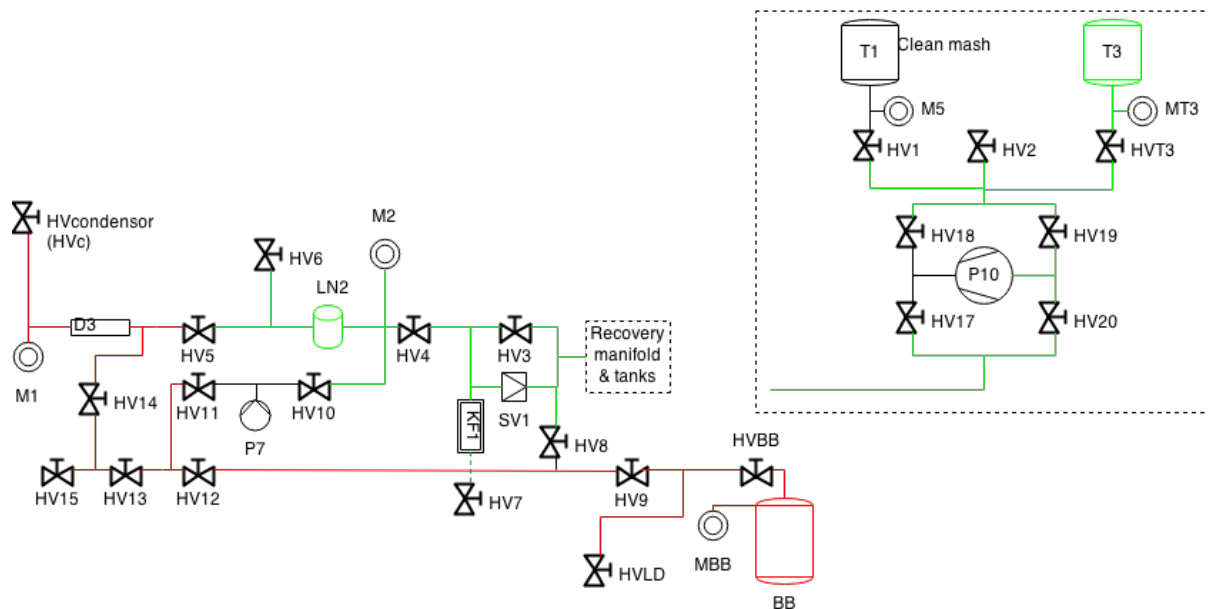 T1
Clean mash
T3
M5
MT3
HV1
HV2
HVT3
HVcondensor
(HVc)
M2
HV18
HV19
HV6
P10
LN2
D3
HV17
HV20
Recovery
manifold
& tanks
HV5
HV4
HV3
M1
HV14
HV11
HV10
SV1
KF1
P7
HV8
HVBB
HV15
HV13
HV12
HV7
HV9
MBB
HVLD
BB